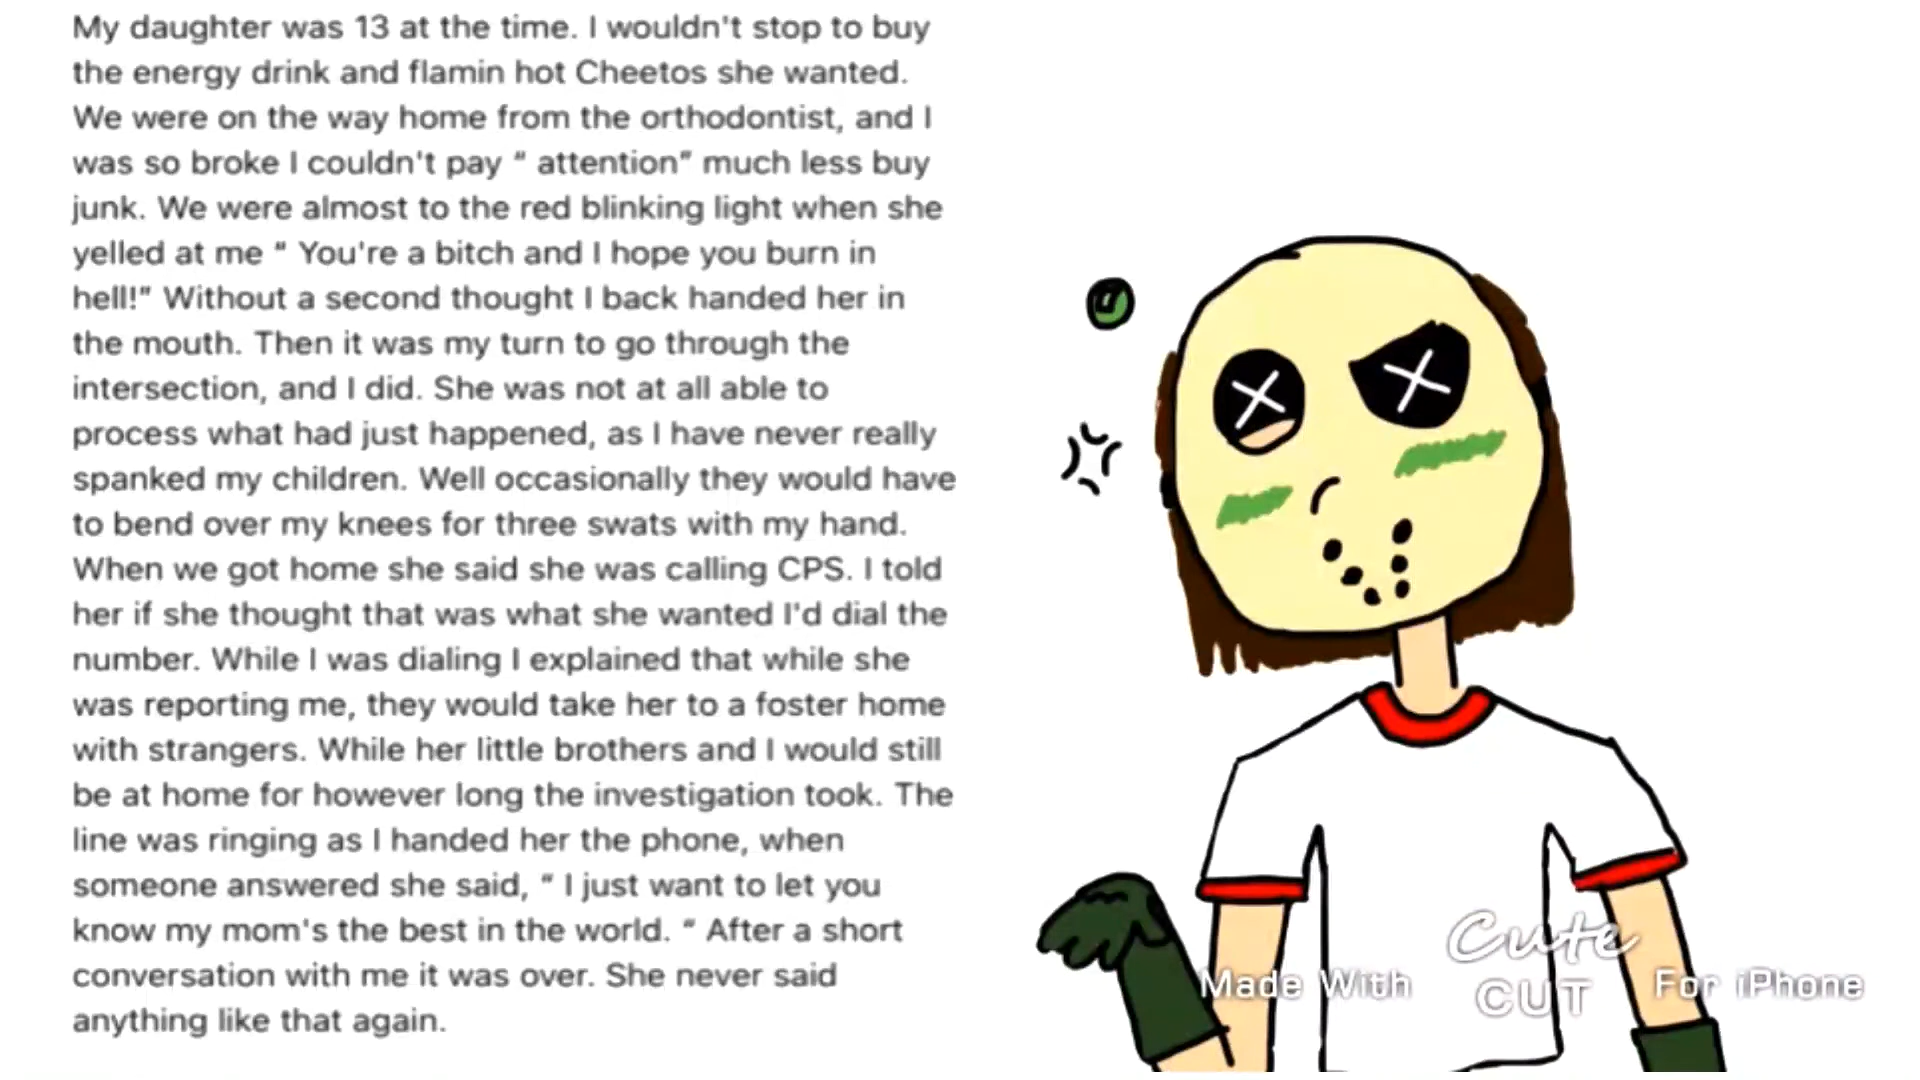 My daughter was 13 at the time. I wouldn't stop to buy
the energy drink and flamin hot Cheetos she wanted.
We were on the way home from the orthodontist, and I
was so broke I couldn't pay “ attention” much less buy
junk. We were almost to the red blinking light when she
yelled at me “ You're a bitch and I hope you burn in
hell!” Without a second thought I back handed her in
the mouth. Then it was my turn to go through the
intersection, and I did. She was not at all able to
process what had just happened, as I have never really
spanked my children. Well occasionally they would have
to bend over my knees for three swats with my hand.
When we got home she said she was calling CPS. I told
her if she thought that was what she wanted I'd dial the
number. While I was dialing I explained that while she
was reporting me, they would take her to a foster home
with strangers. While her little brothers and I would still
be at home for however long the investigation took. The
line was ringing as I handed her the phone, when
someone answered she said, “ I just want to let you
know my mom's the best in the world. “ After a short
conversation with me it was over. She never said
anything like that again.
Made With Cute CUT For iPhone